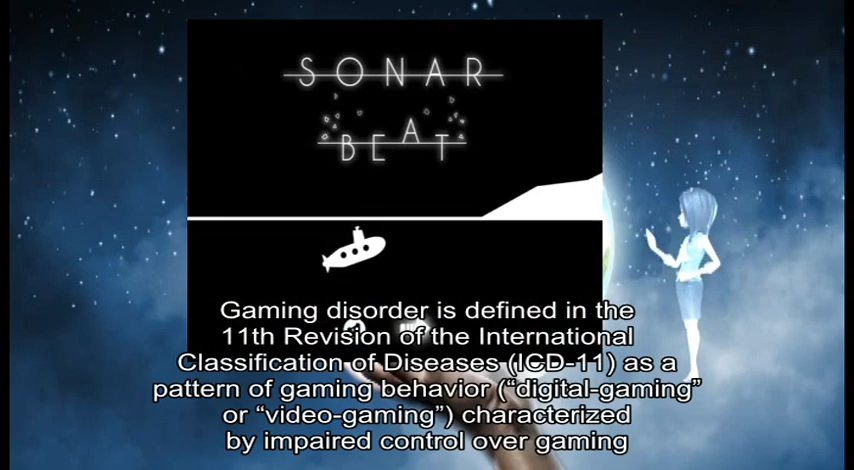 SONAR
BEAT
Gaming disorder is defined in the
11th Revision of the International
Classification of Diseases (ICD-11) as a
pattern of gaming behavior (“digital-gaming”
or “video-gaming”) characterized
by impaired control over gaming